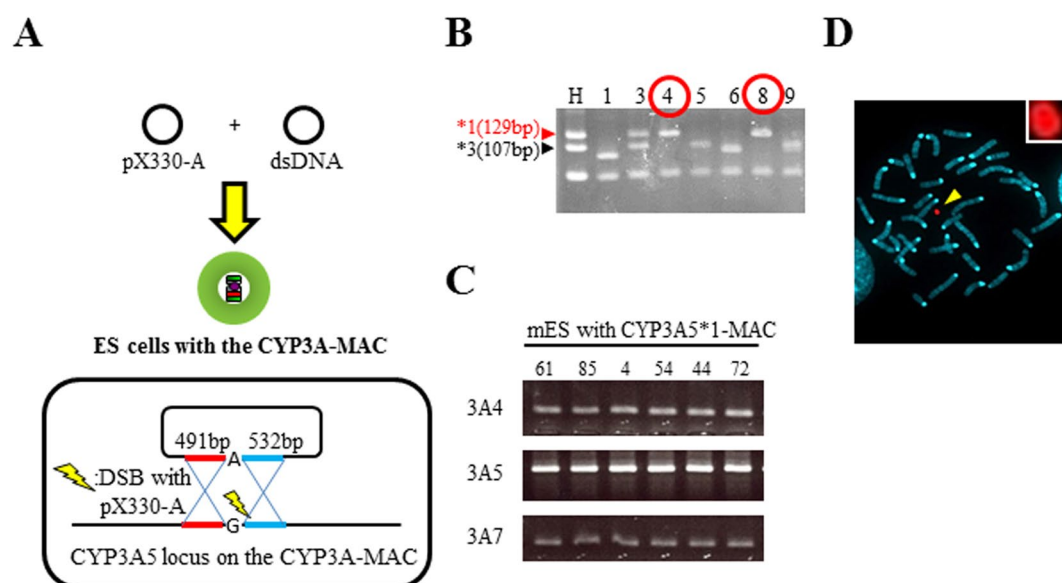 A
pX330-A
+
dsDNA
ES cells with the CYP3A-MAC
491bp 532bp
A
:DSB with
pX330-A
G
CYP3A5 locus on the CYP3A-MAC
B
H 1 3 4 5 6 8 9
*1(129bp)
*3(107bp)
C
mES with CYP3A5*1-MAC
61 85 4 54 44 72
3A4
3A5
3A7
D